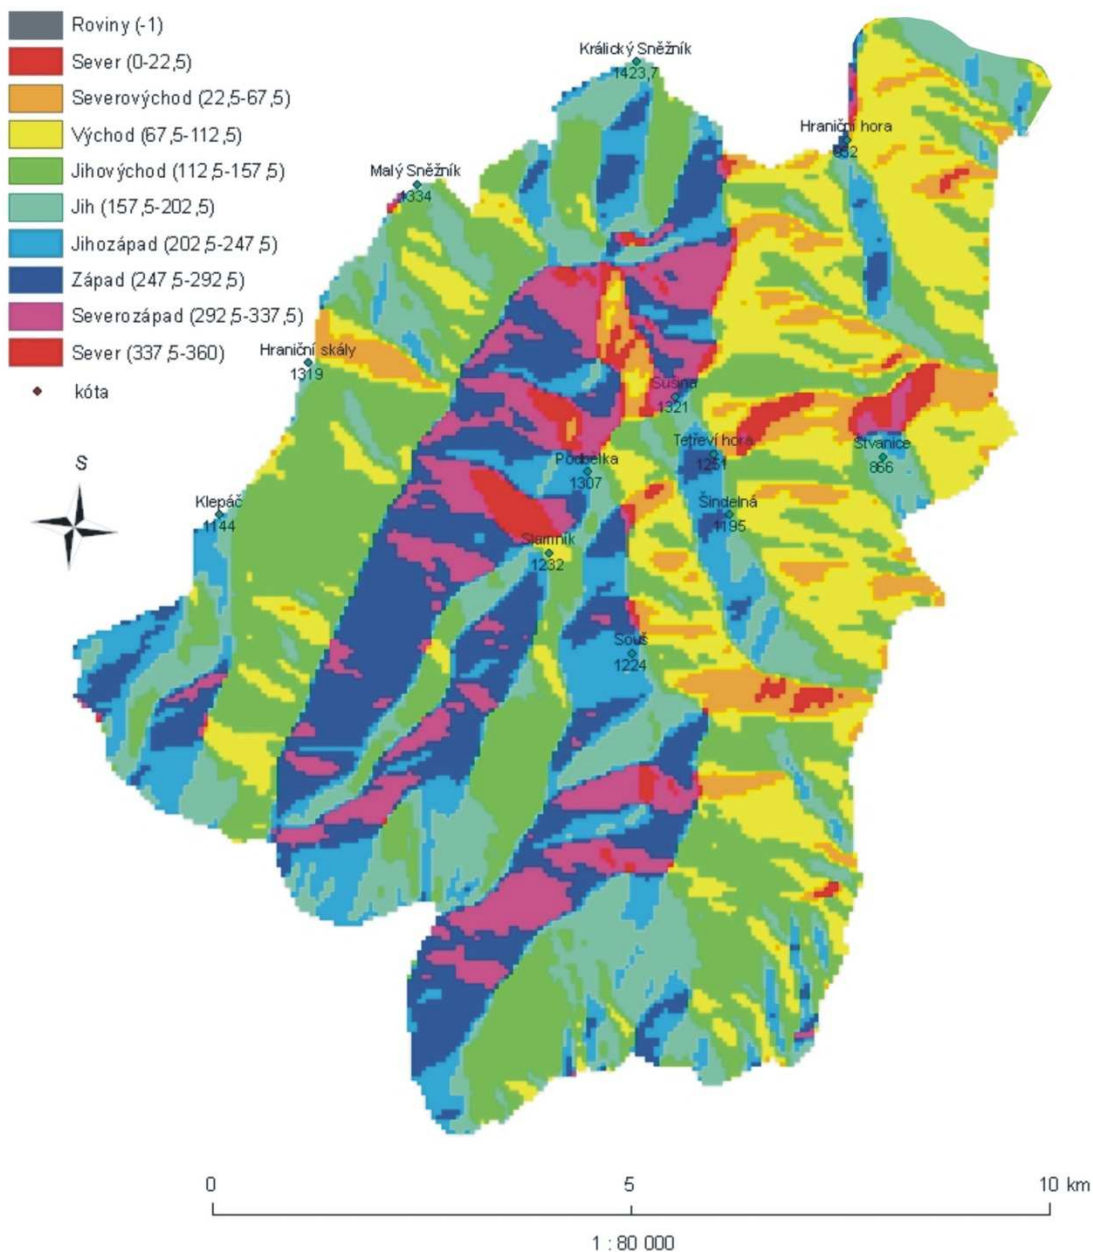 Roviny (-1)
Sever (0-22,5)
Severovýchod (22,5-67,5)
Východ (67,5-112,5)
Jihovýchod (112,5-157,5)
Jih (157,5-202,5)
Jihozápad (202,5-247,5)
Západ (247,5-292,5)
Severozápad (292,5-337,5)
Sever (337,5-360)
kóta
S
Králický Sněžník
1423,7
Hraniční hora
952
Malý Sněžník
1334
Hraniční skály
1319
Sušina
1321
Tetřeví hora
1251
Štvanice
866
Podbělka
1307
Klepáč
1144
Šindelná
1195
Slamník
1232
Souš
1224
0 5 10 km
1 : 80 000